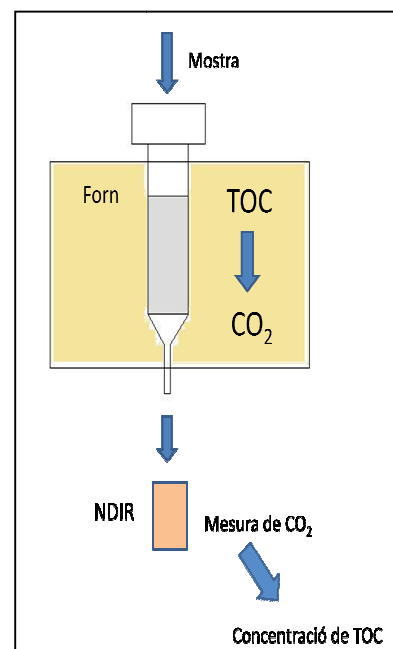 Mostra
Forn
TOC
CO₂
NDIR
Mesura de CO₂
Concentració de TOC